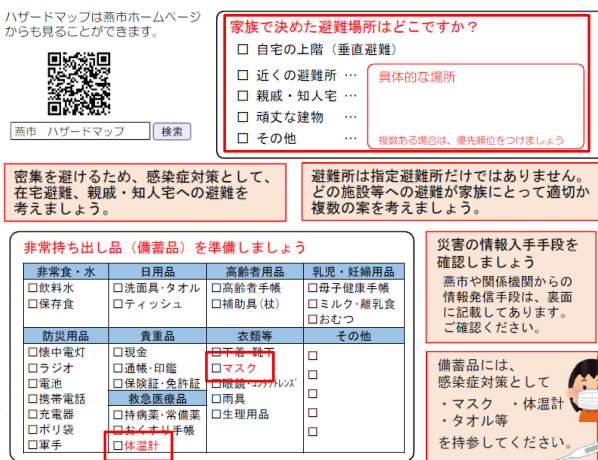 ハザードマップは燕市ホームページ
からも見ることができます。
燕市　ハザードマップ
検索
家族で決めた避難場所はどこですか？
□ 自宅の上階（垂直避難）
□ 近くの避難所 …
□ 親戚・知人宅 …
□ 頑丈な建物 …
□ その他 …
具体的な場所
複数ある場合は、優先順位をつけましょう
密集を避けるため、感染症対策として、
在宅避難、親戚・知人宅への避難を
考えましょう。
避難所は指定避難所だけではありません。
どの施設等への避難が家族にとって適切か
複数の案を考えましょう。
非常持ち出し品（備蓄品）を準備しましょう
非常食・水 日用品 高齢者用品 乳児・妊婦用品
□飲料水 □洗面具・タオル □高齢者手帳 □母子健康手帳
□保存食 □ティッシュ □補助具(杖) □ミルク・離乳食
□おむつ
防災用品 貴重品 衣類等 その他
□懐中電灯 □現金 □下着・靴下 □
□ラジオ □通帳・印鑑 □マスク □
□電池 □保険証・免許証 □眼鏡・コンタクトレンズ □
□携帯電話 救急医療品 □雨具
□充電器 □持病薬・常備薬 □生理用品 □
□ポリ袋 □おくすり手帳 □
□軍手 □体温計
災害の情報入手手段を
確認しましょう
燕市や関係機関からの
情報発信手段は、裏面
に記載してあります。
ご確認ください。
備蓄品には、
感染症対策として
・マスク　・体温計
・タオル等
を持参してください。